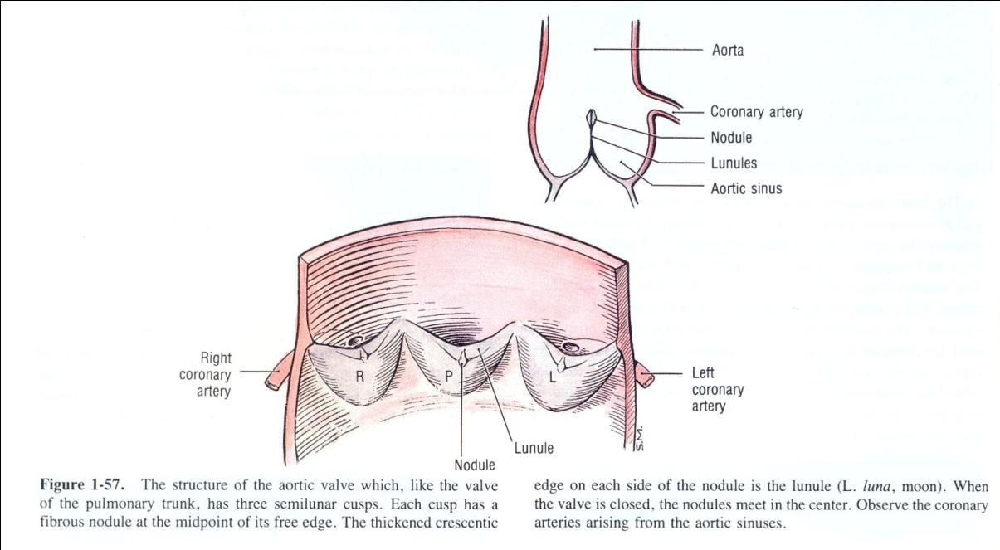 Aorta
Coronary artery
Nodule
Lunules
Aortic sinus
Right
coronary
artery
R
P
L
Left
coronary
artery
S.M.
Lunule
Nodule
Figure 1-57. The structure of the aortic valve which, like the valve
of the pulmonary trunk, has three semilunar cusps. Each cusp has a
fibrous nodule at the midpoint of its free edge. The thickened crescentic
edge on each side of the nodule is the lunule (L. luna, moon). When
the valve is closed, the nodules meet in the center. Observe the coronary
arteries arising from the aortic sinuses.